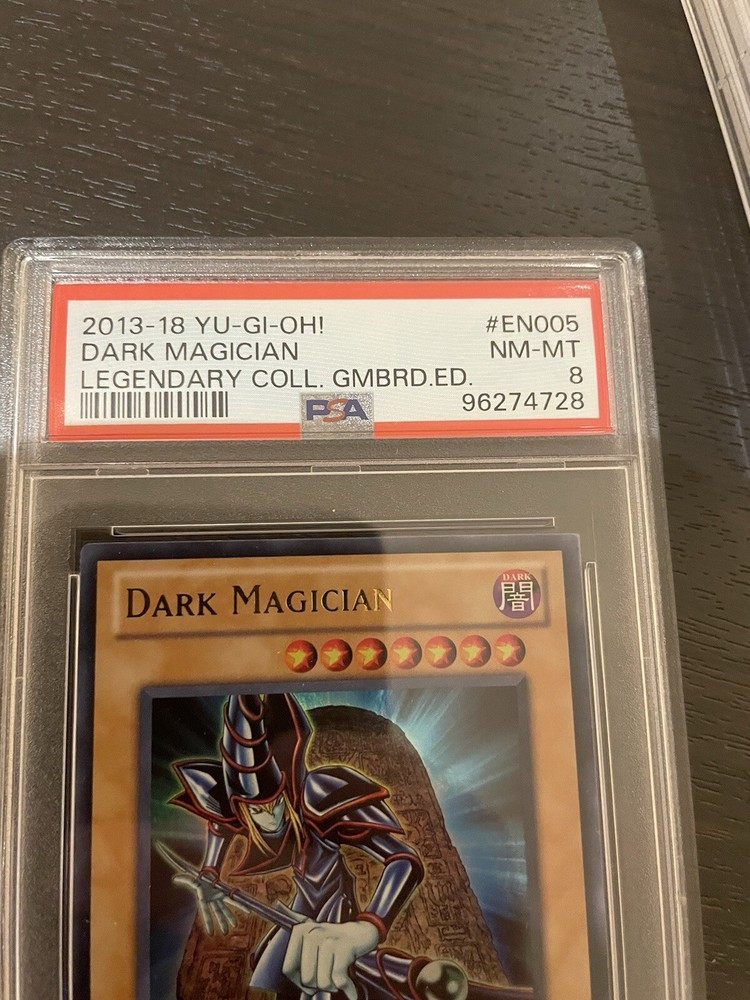 2013-18 YU-GI-OH! #EN005
DARK MAGICIAN NM-MT
LEGENDARY COLL. GMBRD.ED. 8
PSA 96274728
DARK MAGICIAN
DARK
闇